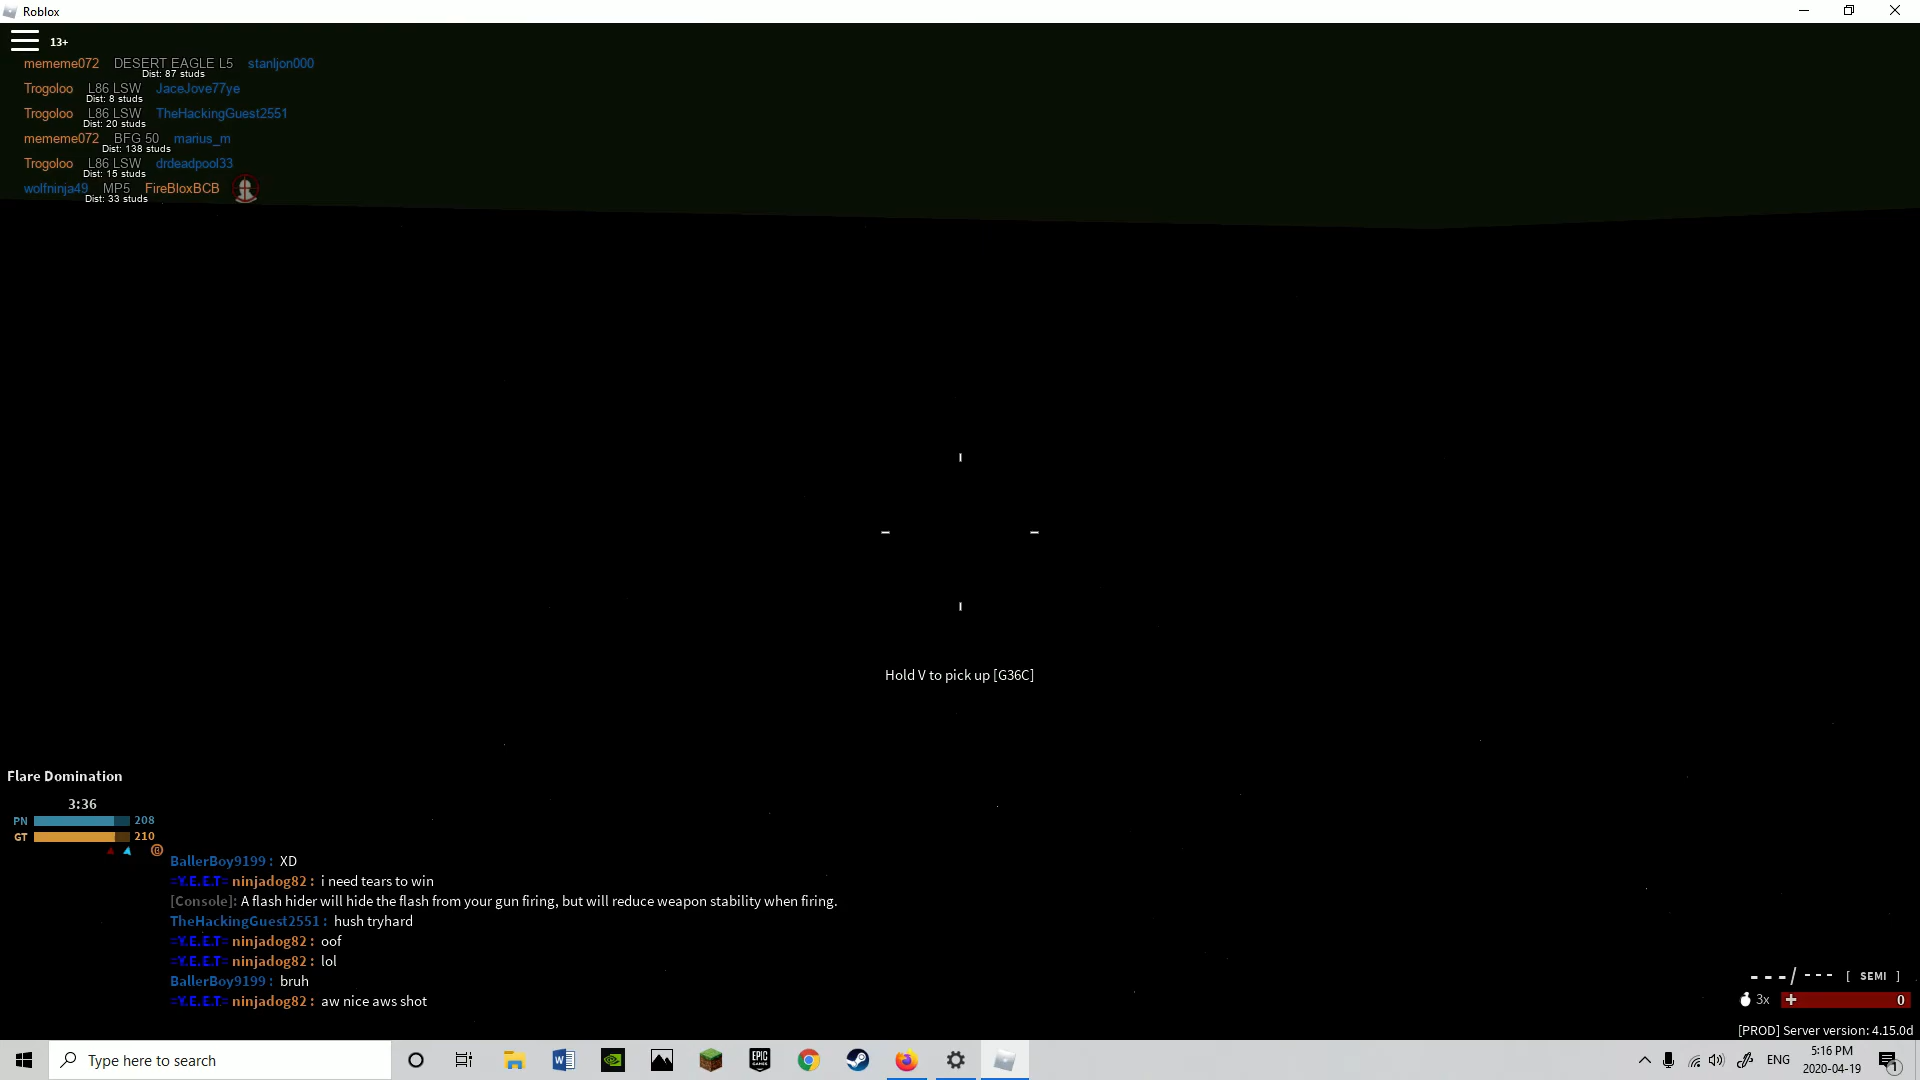 Roblox
13+
mememe072 DESERT EAGLE L5 stanljon000
Dist: 87 studs
Trogoloo L86 LSW JaceJove77ye
Dist: 8 studs
Trogoloo L86 LSW TheHackingGuest2551
Dist: 20 studs
mememe072 BFG 50 marius_m
Dist: 138 studs
Trogoloo L86 LSW drdeadpool33
Dist: 15 studs
wolfninja49 MP5 FireBloxBCB
Dist: 33 studs
Hold V to pick up [G36C]
Flare Domination
3:36
PN 208
GT 210
BallerBoy9199 : XD
=Y.E.E.T= ninjadog82 : i need tears to win
[Console]: A flash hider will hide the flash from your gun firing, but will reduce weapon stability when firing.
TheHackingGuest2551 : hush tryhard
=Y.E.E.T= ninjadog82 : oof
=Y.E.E.T= ninjadog82 : lol
BallerBoy9199 : bruh
=Y.E.E.T= ninjadog82 : aw nice aws shot
---/--- [ SEMI ]
3x + 0
[PROD] Server version: 4.15.0d
Type here to search
EPIC GAMES
ENG
5:16 PM
2020-04-19
1